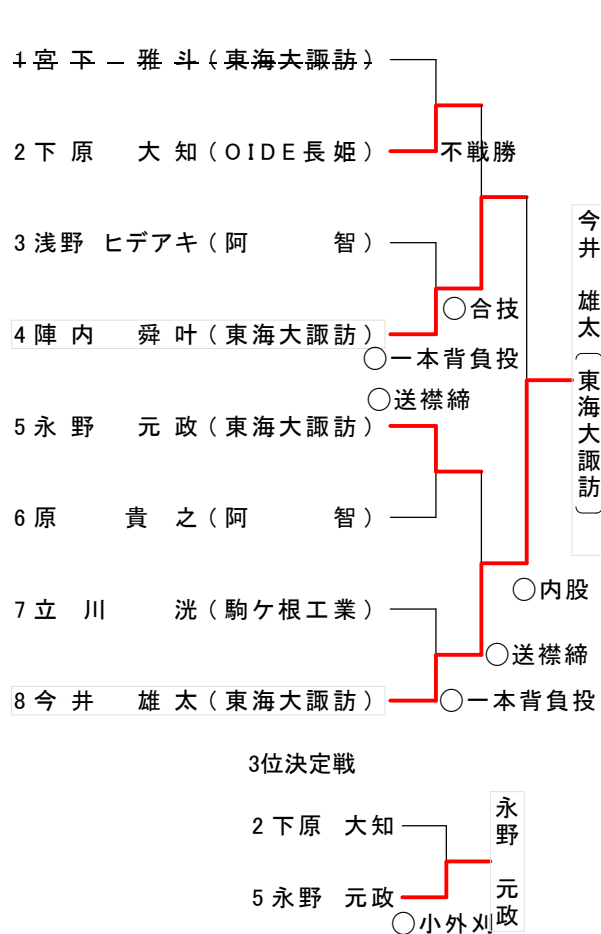 1 宮下 雅斗(東海大諏訪)
2 下原 大知(OIDE長姫)
不戦勝
3 浅野 ヒデアキ(阿 智)
○合技
4 陣内 舜叶(東海大諏訪)
○一本背負投
○送襟締
5 永野 元政(東海大諏訪)
6 原 貴之(阿 智)
○内股
7 立川 洸(駒ケ根工業)
○送襟締
8 今井 雄太(東海大諏訪)
○一本背負投
今井 雄太(東海大諏訪)
3位決定戦
2 下原 大知
5 永野 元政
○小外刈
永野 元政